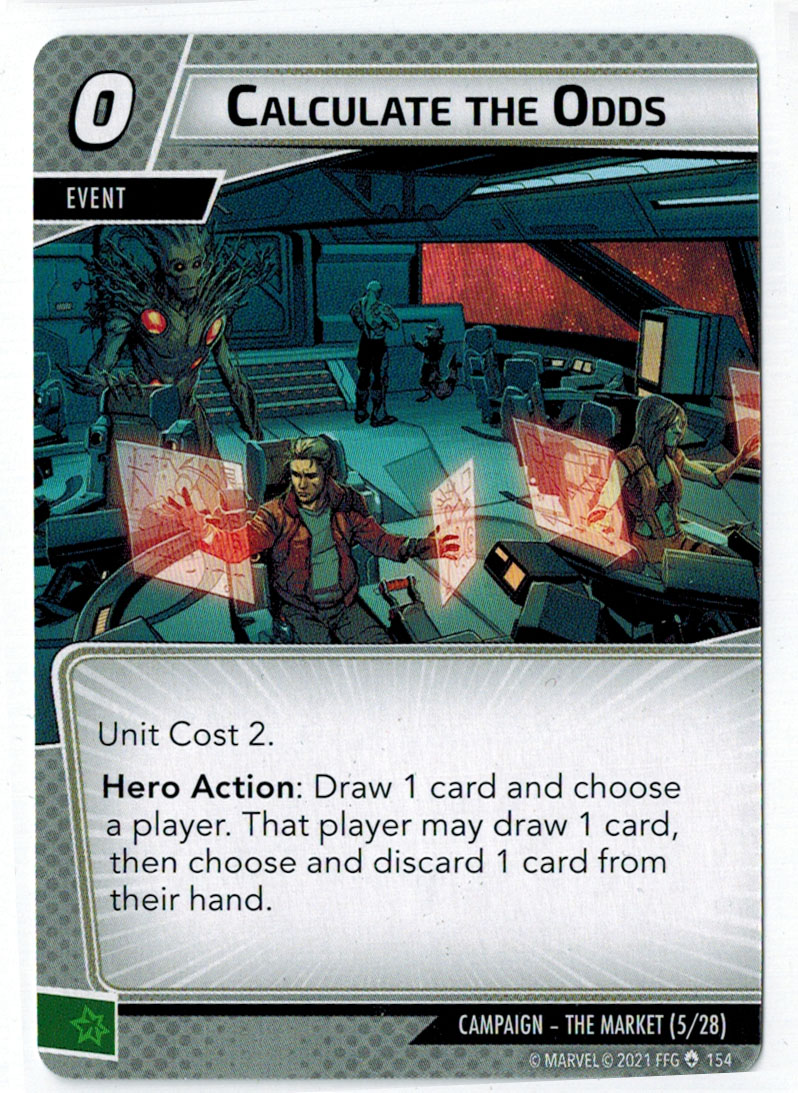 0
CALCULATE THE ODDS
EVENT
Unit Cost 2.
Hero Action: Draw 1 card and choose
a player. That player may draw 1 card,
then choose and discard 1 card from
their hand.
CAMPAIGN – THE MARKET (5/28)
© MARVEL © 2021 FFG 154